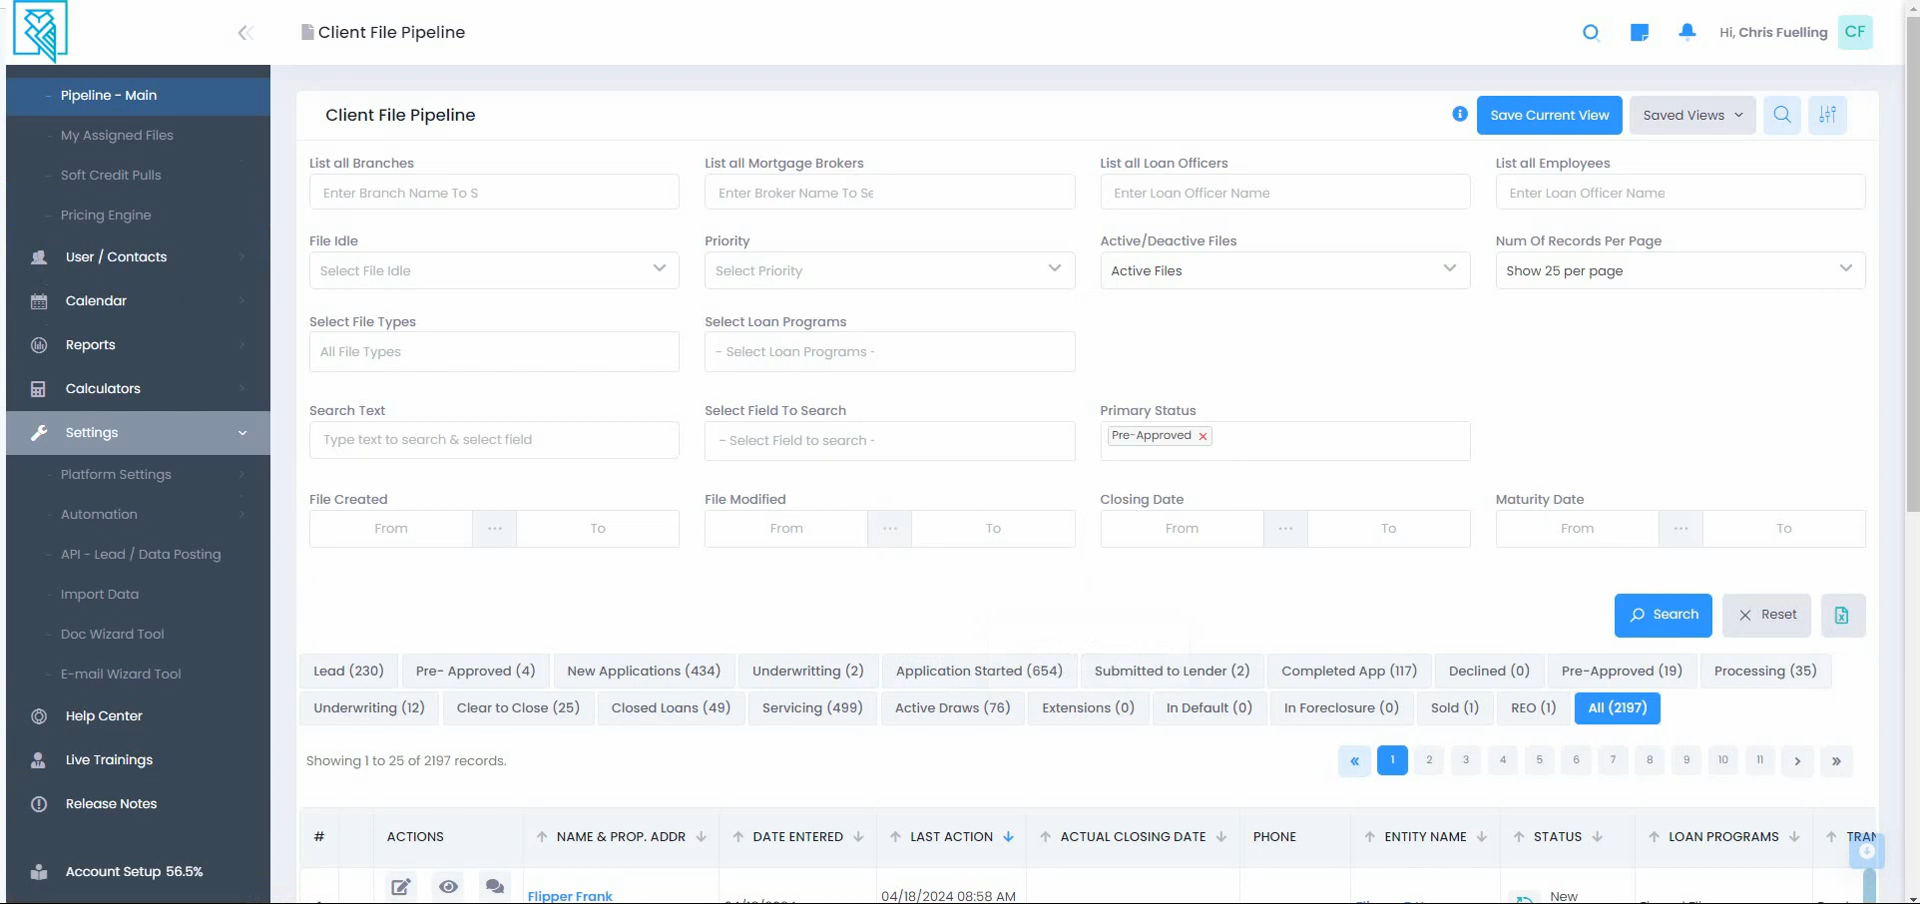 Client File Pipeline
Hi, Chris Fuelling
CF
Pipeline - Main
My Assigned Files
Soft Credit Pulls
Pricing Engine
User / Contacts
Calendar
Reports
Calculators
Settings
Platform Settings
Automation
API - Lead / Data Posting
Import Data
Doc Wizard Tool
E-mail Wizard Tool
Help Center
Live Trainings
Release Notes
Account Setup 56.5%
Client File Pipeline
Save Current View
Saved Views
List all Branches
List all Mortgage Brokers
List all Loan Officers
List all Employees
Enter Branch Name To S
Enter Broker Name To Se
Enter Loan Officer Name
Enter Loan Officer Name
File Idle
Priority
Active/Deactive Files
Num Of Records Per Page
Select File Idle
Select Priority
Active Files
Show 25 per page
Select File Types
Select Loan Programs
All File Types
- Select Loan Programs -
Search Text
Select Field To Search
Primary Status
Type text to search & select field
- Select Field to search -
Pre-Approved ×
File Created
File Modified
Closing Date
Maturity Date
From ... To
From ... To
From ... To
From ... To
Search
Reset
Lead (230) Pre- Approved (4) New Applications (434) Underwritting (2) Application Started (654) Submitted to Lender (2) Completed App (117) Declined (0) Pre-Approved (19) Processing (35)
Underwriting (12) Clear to Close (25) Closed Loans (49) Servicing (499) Active Draws (76) Extensions (0) In Default (0) In Foreclosure (0) Sold (1) REO (1) All (2197)
Showing 1 to 25 of 2197 records.
« 1 2 3 4 5 6 7 8 9 10 11 › »
# ACTIONS NAME & PROP. ADDR DATE ENTERED LAST ACTION ACTUAL CLOSING DATE PHONE ENTITY NAME STATUS LOAN PROGRAMS
Flipper Frank 04/18/2024 08:58 AM New